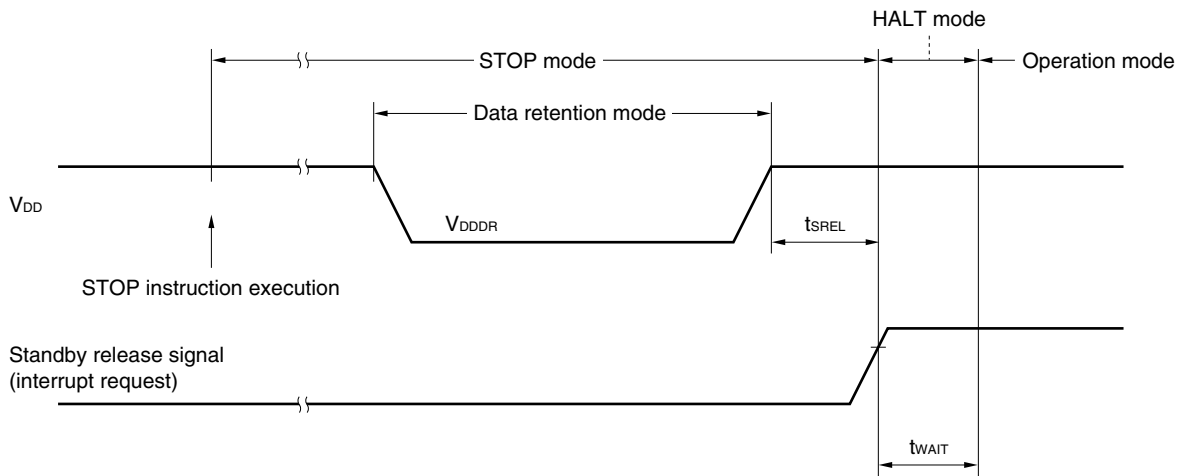 HALT mode
STOP mode
Operation mode
Data retention mode
VDD
VDDDR
tSREL
STOP instruction execution
Standby release signal
(interrupt request)
tWAIT